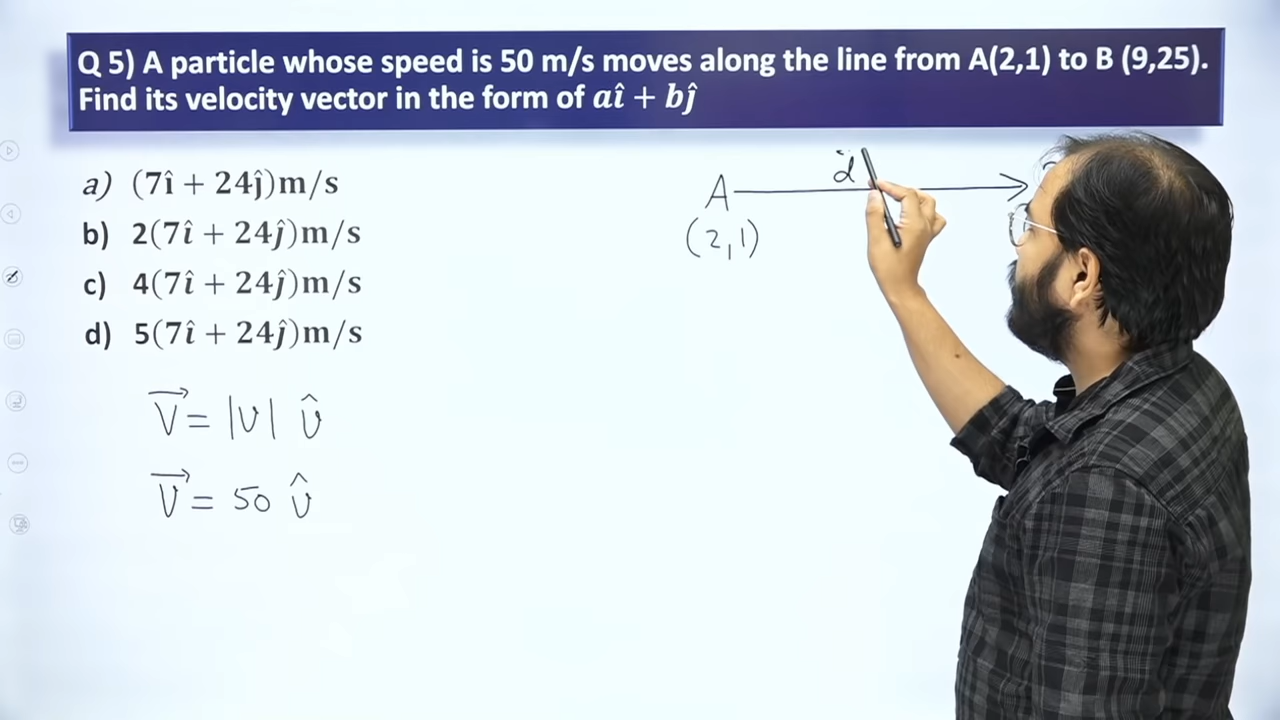 Q 5) A particle whose speed is 50 m/s moves along the line from A(2,1) to B (9,25).
Find its velocity vector in the form of aî + bĵ
a) (7î + 24ĵ)m/s
b) 2(7î + 24ĵ)m/s
c) 4(7î + 24ĵ)m/s
d) 5(7î + 24ĵ)m/s
V⃗ = |v| v̂
V⃗ = 50 v̂
A
(2,1)